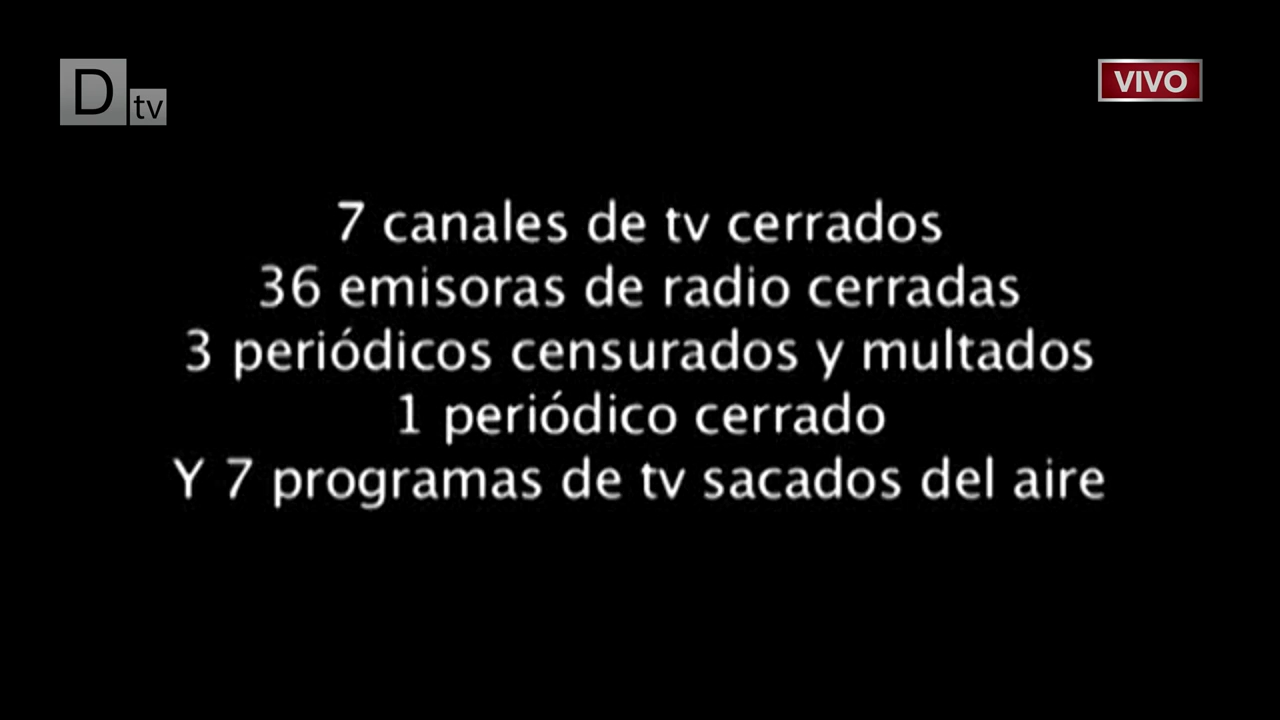 D tv
VIVO
7 canales de tv cerrados
36 emisoras de radio cerradas
3 periódicos censurados y multados
1 periódico cerrado
Y 7 programas de tv sacados del aire